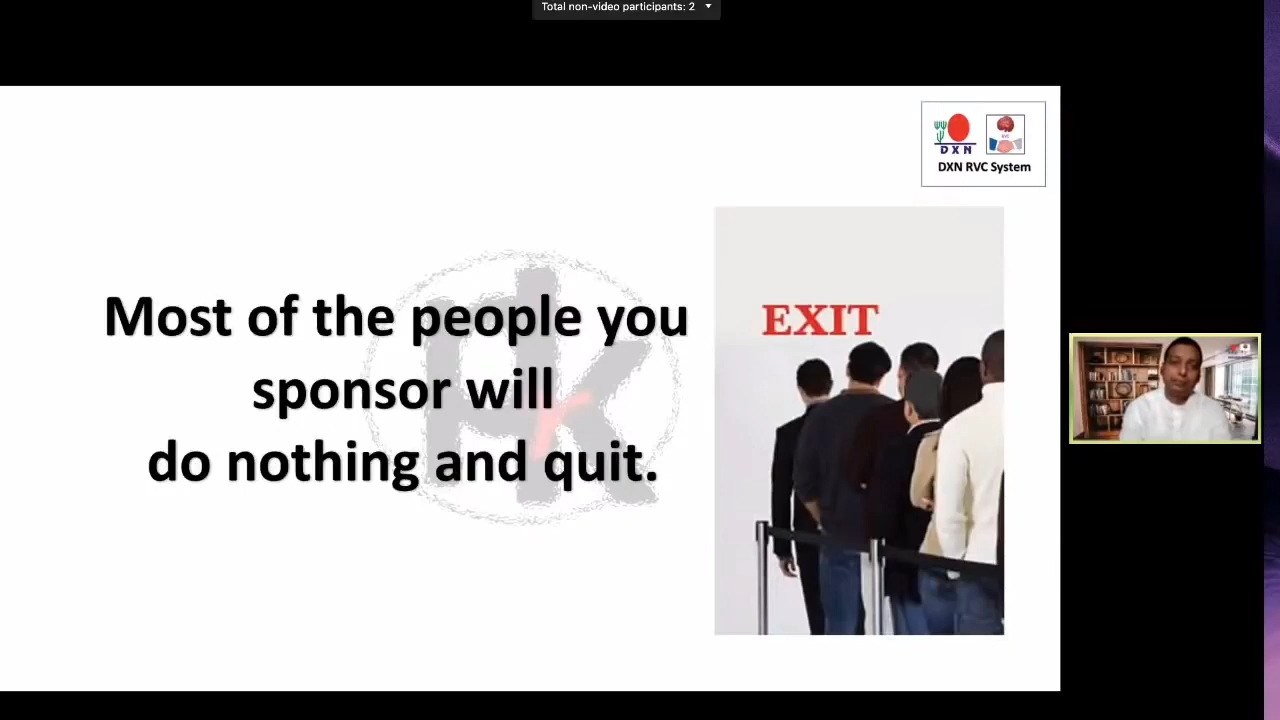 Total non-video participants: 2
DXN
DXN RVC System
EXIT
Most of the people you
sponsor will
do nothing and quit.